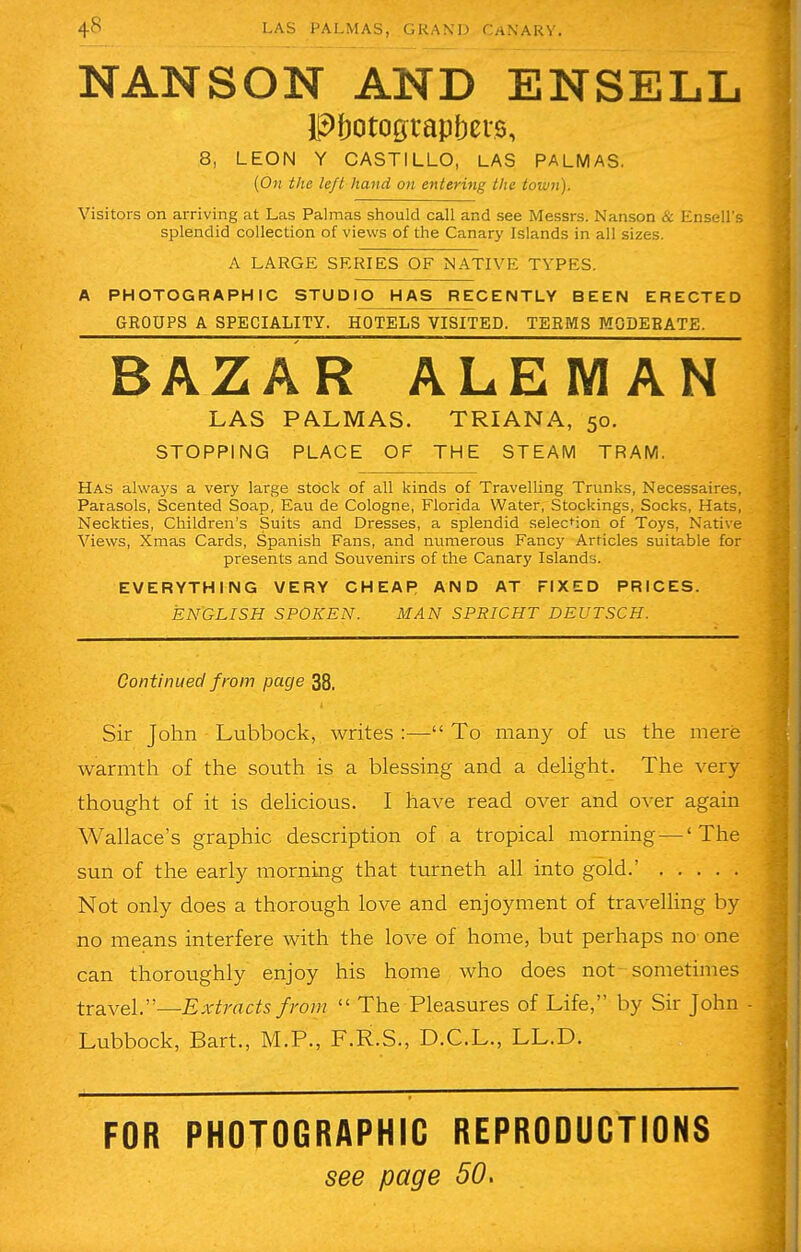 48 LAS PALMAS, GRAND CANARY.
NANSON AND ENSELL
Photographers,
8, LEON Y CASTILLO, LAS PALMAS.
(On the left hand on entering the town).
Visitors on arriving at Las Palmas should call and see Messrs. Nanson & Ensell's
splendid collection of views of the Canary Islands in all sizes.
A LARGE SERIES OF NATIVE TYPES.
A PHOTOGRAPHIC STUDIO HAS RECENTLY BEEN ERECTED
GROUPS A SPECIALITY. HOTELS VISITED. TERMS MODERATE.
BAZAR ALEMAN
LAS PALMAS. TRIANA, 50.
STOPPING PLACE OF THE STEAM TRAM.
HAS always a very large stock of all kinds of Travelling Trunks, Necessaires,
Parasols, Scented Soap, Eau de Cologne, Florida Water, Stockings, Socks, Hats,
Neckties, Children's Suits and Dresses, a splendid selection of Toys, Native
Views, Xmas Cards, Spanish Fans, and numerous Fancy Articles suitable for
presents and Souvenirs of the Canary Islands.
EVERYTHING VERY CHEAP AND AT FIXED PRICES.
ENGLISH SPOKEN. MAN SPRICHT DEUTSCH.
Continued from page 38.
Sir John Lubbock, writes :—“ To many of us the mere
warmth of the south is a blessing and a delight. The very
thought of it is delicious. I have read over and over again
Wallace's graphic description of a tropical morning—‘ The
sun of the early morning that turneth all into gold.’ . . . . .
Not only does a thorough love and enjoyment of travelling by
no means interfere with the love of home, but perhaps no one
can thoroughly enjoy his home who does not sometimes
travel.”—Extracts from “ The Pleasures of Life,” by Sir John
Lubbock, Bart., M.P., F.R.S., D.C.L., LL.D.
FOR PHOTOGRAPHIC REPRODUCTIONS
see page 50.